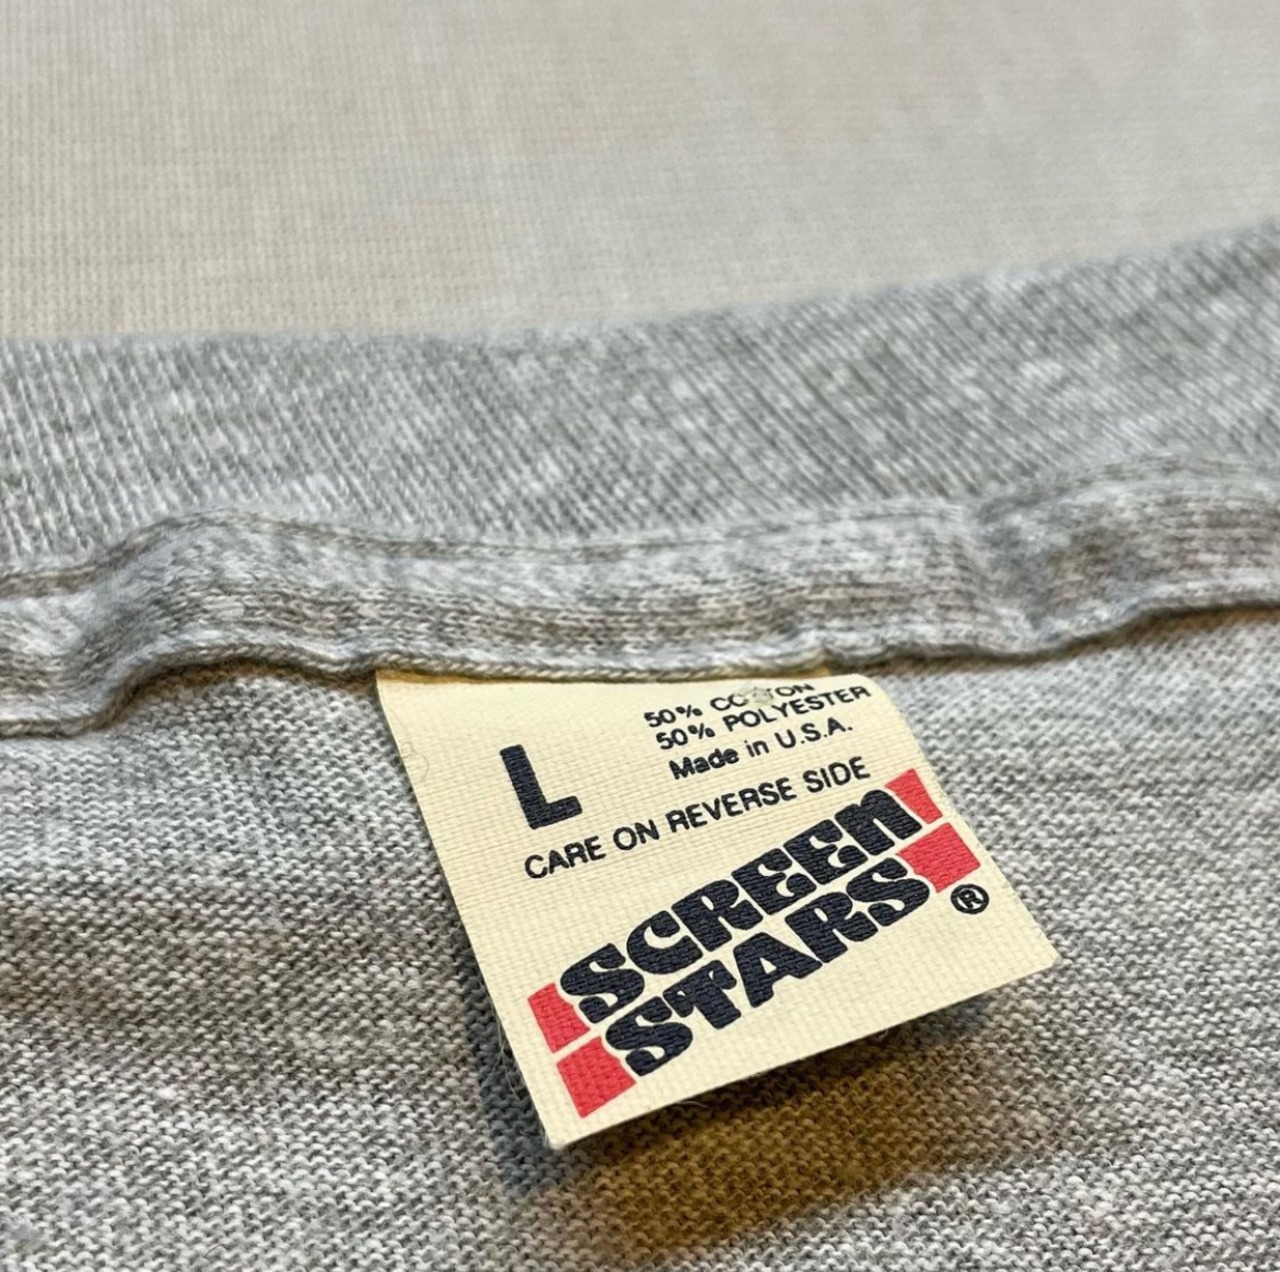 L
50% COTTON
50% POLYESTER
Made in U.S.A.
CARE ON REVERSE SIDE
SCREEN
STARS®